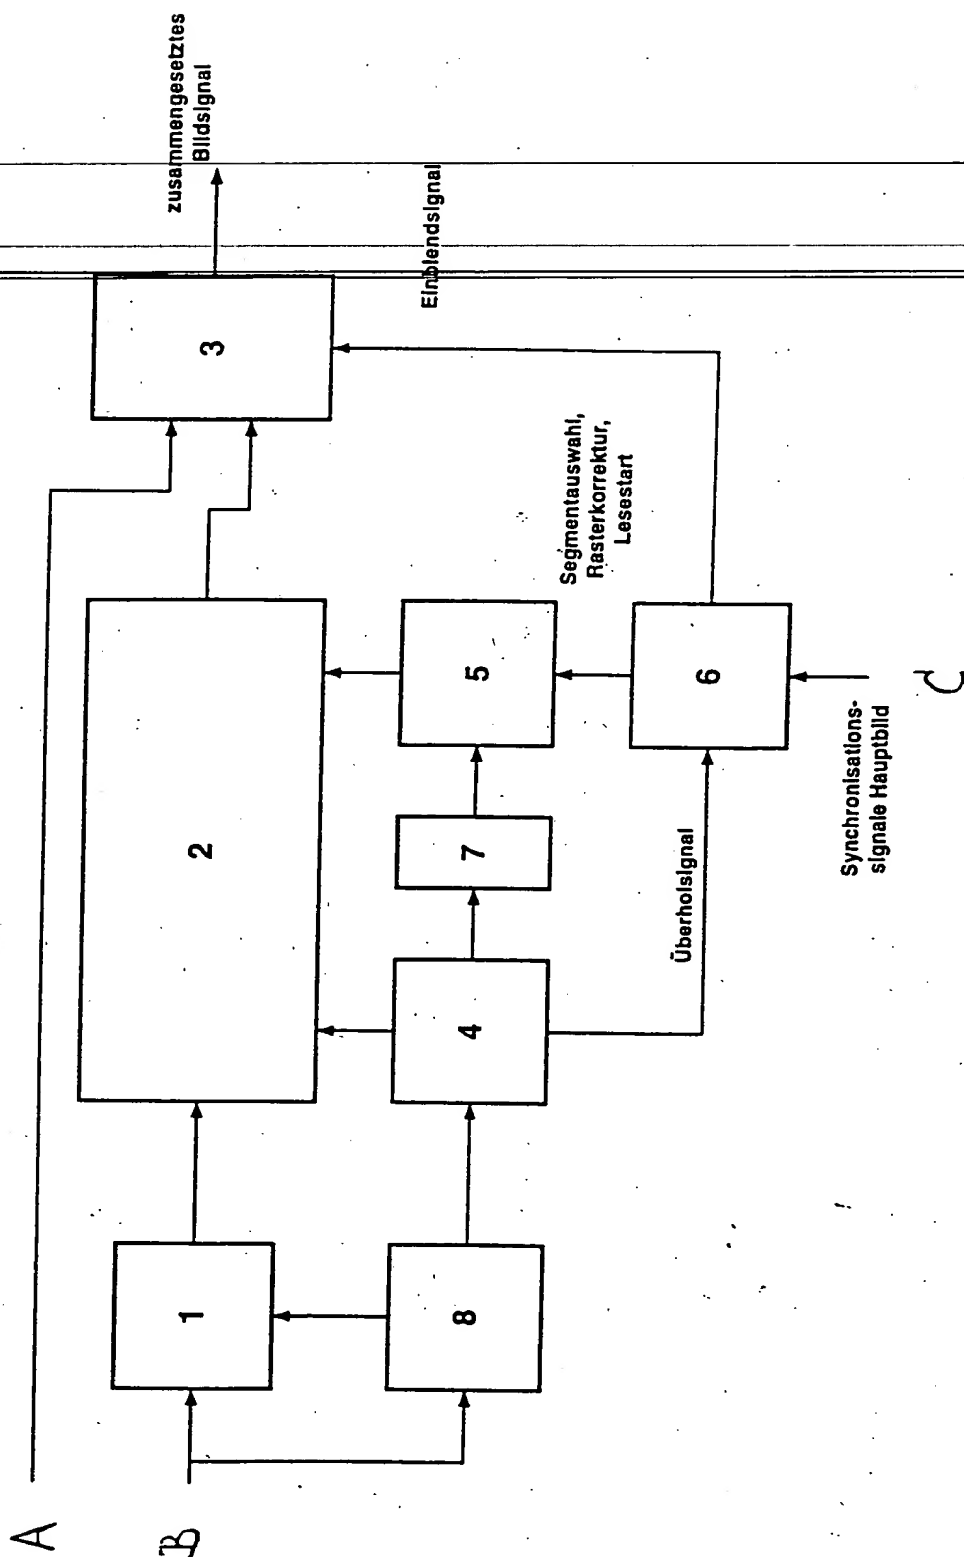 A
B
zusammengesetztes
Bildsignal
1
2
3
Einblendsignal
8
4
7
5
Segmentauswahl,
Rasterkorrektur,
Lesestart
Überholsignal
6
Synchronisations-
signale Hauptbild
C